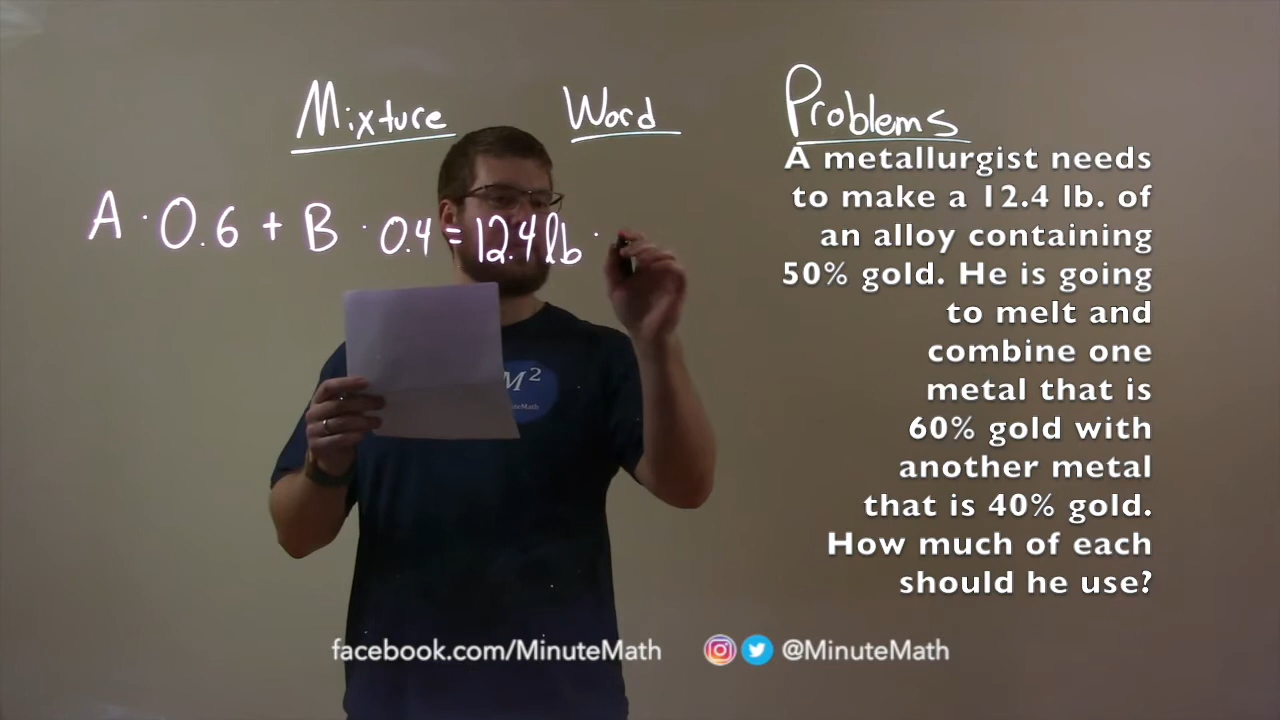 Mixture Word Problems
A · 0.6 + B · 0.4 = 12.4 lb ·
A metallurgist needs
to make a 12.4 lb. of
an alloy containing
50% gold. He is going
to melt and
combine one
metal that is
60% gold with
another metal
that is 40% gold.
How much of each
should he use?
M²
uteMath
facebook.com/MinuteMath @MinuteMath